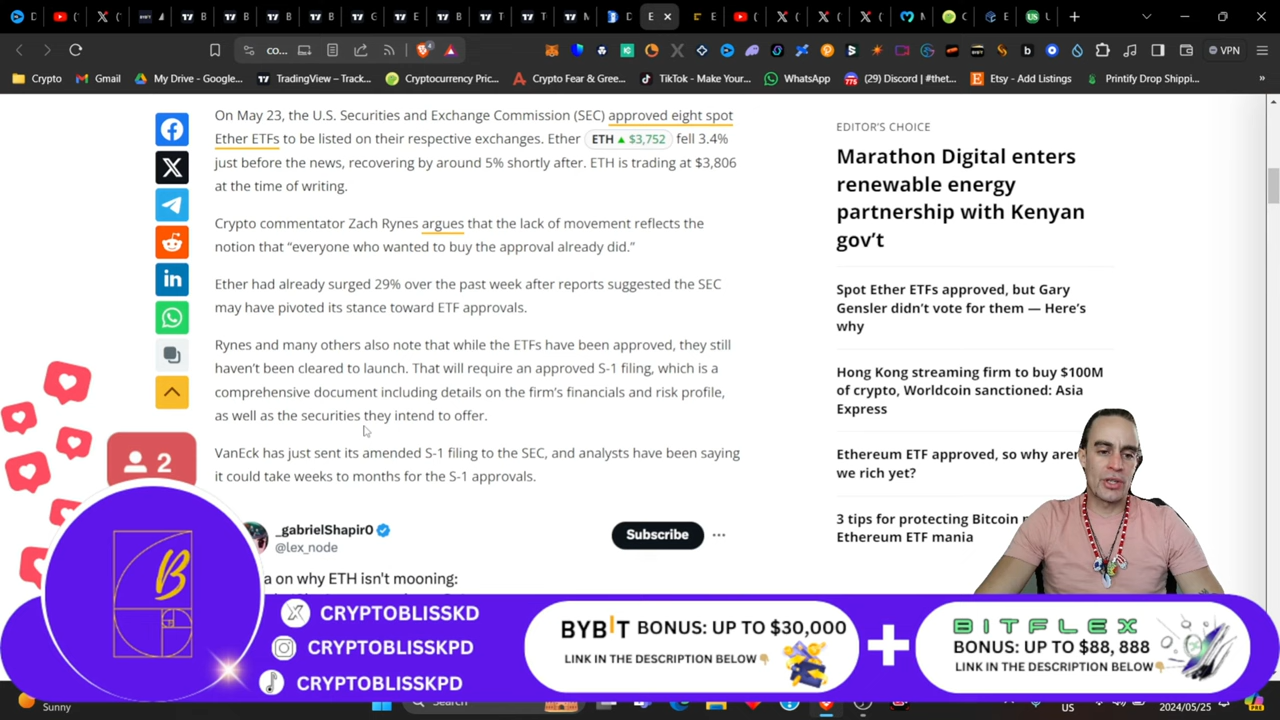 co...
VPN
Crypto
Gmail
My Drive - Google...
TradingView – Track...
Cryptocurrency Pric...
Crypto Fear & Gree...
TikTok - Make Your...
WhatsApp
(29) Discord | #thet...
Etsy - Add Listings
Printify Drop Shippi...
On May 23, the U.S. Securities and Exchange Commission (SEC) approved eight spot
Ether ETFs to be listed on their respective exchanges. Ether ETH ▲ $3,752 fell 3.4%
just before the news, recovering by around 5% shortly after. ETH is trading at $3,806
at the time of writing.
Crypto commentator Zach Rynes argues that the lack of movement reflects the
notion that “everyone who wanted to buy the approval already did.”
Ether had already surged 29% over the past week after reports suggested the SEC
may have pivoted its stance toward ETF approvals.
Rynes and many others also note that while the ETFs have been approved, they still
haven’t been cleared to launch. That will require an approved S-1 filing, which is a
comprehensive document including details on the firm’s financials and risk profile,
as well as the securities they intend to offer.
VanEck has just sent its amended S-1 filing to the SEC, and analysts have been saying
it could take weeks to months for the S-1 approvals.
_gabrielShapir0
@lex_node
Subscribe
a on why ETH isn't mooning:
EDITOR’S CHOICE
Marathon Digital enters
renewable energy
partnership with Kenyan
gov’t
Spot Ether ETFs approved, but Gary
Gensler didn’t vote for them — Here’s
why
Hong Kong streaming firm to buy $100M
of crypto, Worldcoin sanctioned: Asia
Express
Ethereum ETF approved, so why aren
we rich yet?
3 tips for protecting Bitcoin
Ethereum ETF mania
2
B
CRYPTOBLISSKD
CRYPTOBLISSKPD
CRYPTOBLISSKPD
BYBIT BONUS: UP TO $30,000
LINK IN THE DESCRIPTION BELOW
+
BITFLEX
BONUS: UP TO $88, 888
LINK IN THE DESCRIPTION BELOW
Sunny
Search
US
2024/05/25